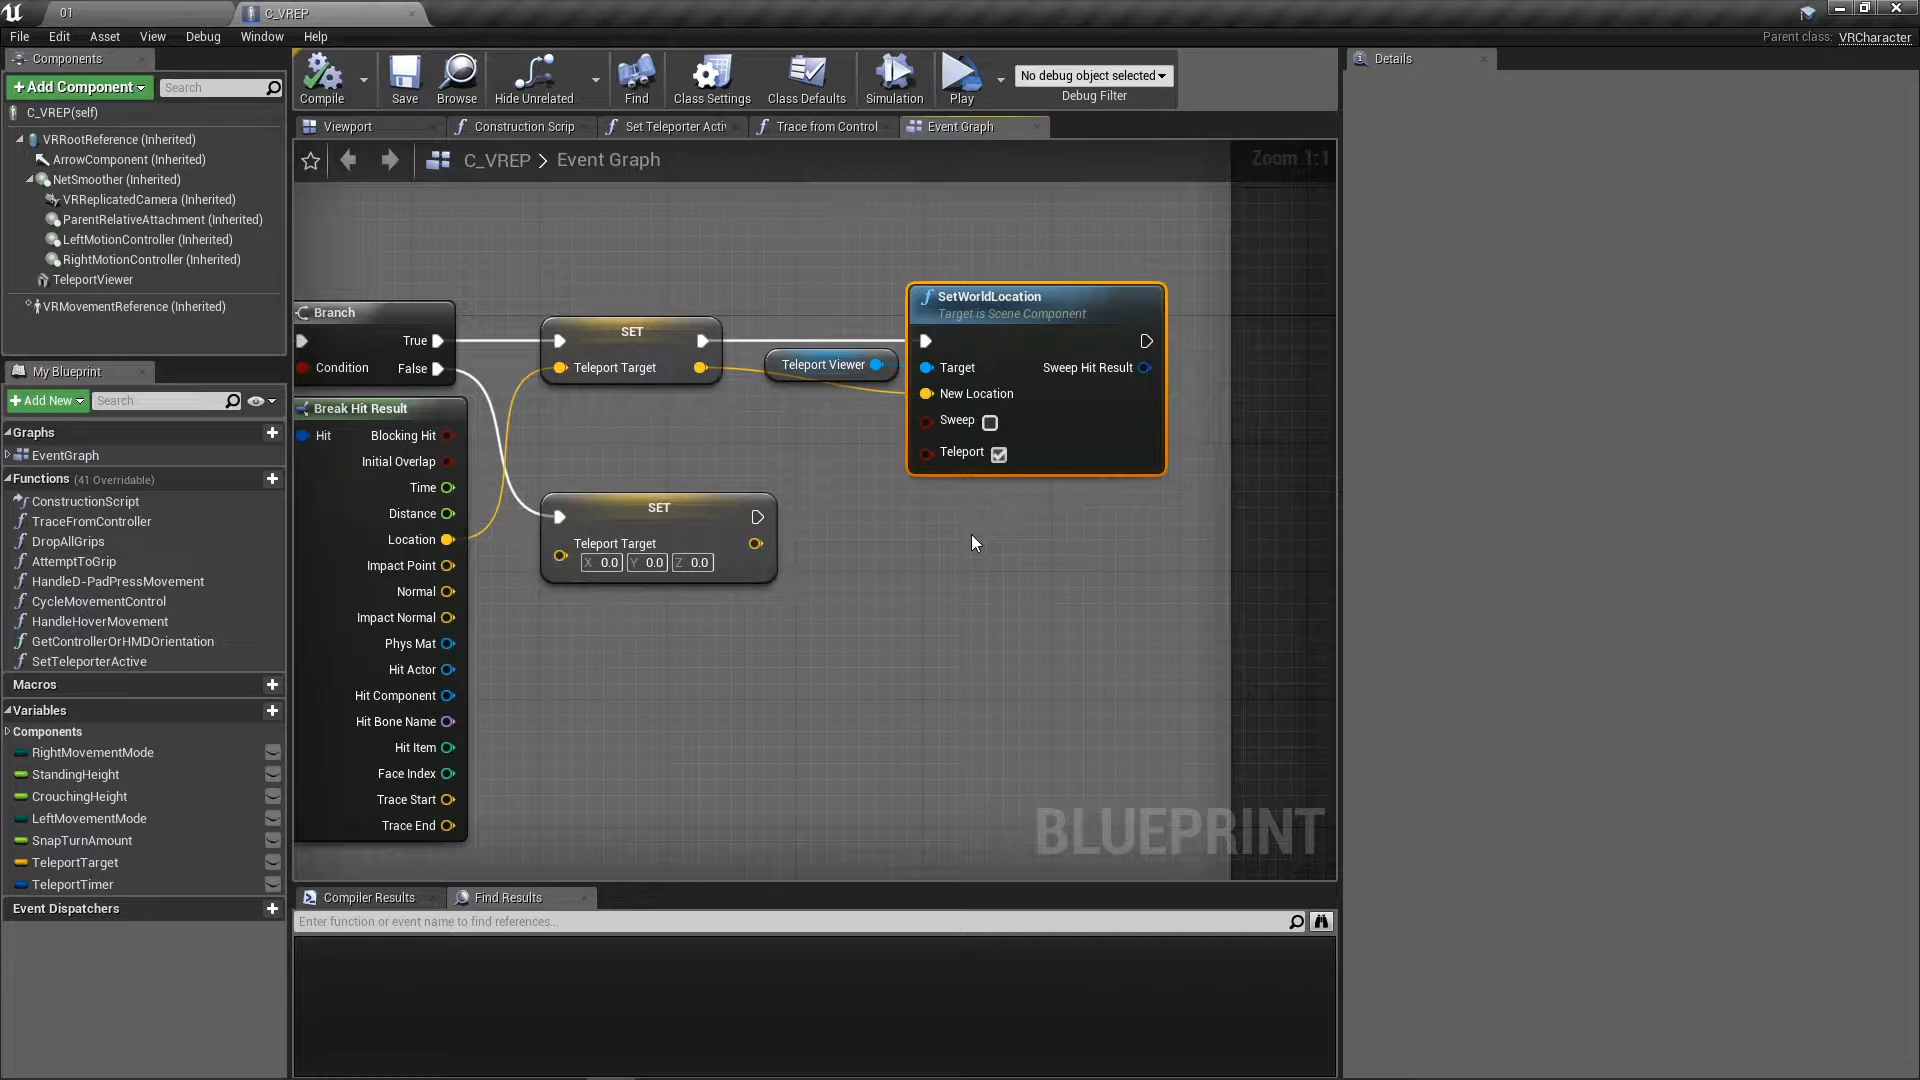 01
C_VREP
File
Edit
Asset
View
Debug
Window
Help
Parent class: VRCharacter
Components
+ Add Component
Search
C_VREP(self)
VRRootReference (Inherited)
ArrowComponent (Inherited)
NetSmoother (Inherited)
VRReplicatedCamera (Inherited)
ParentRelativeAttachment (Inherited)
LeftMotionController (Inherited)
RightMotionController (Inherited)
TeleportViewer
VRMovementReference (Inherited)
My Blueprint
+ Add New
Search
Graphs
EventGraph
Functions (41 Overridable)
ConstructionScript
TraceFromController
DropAllGrips
AttemptToGrip
HandleD-PadPressMovement
CycleMovementControl
HandleHoverMovement
GetControllerOrHMDOrientation
SetTeleporterActive
Macros
Variables
Components
RightMovementMode
StandingHeight
CrouchingHeight
LeftMovementMode
SnapTurnAmount
TeleportTarget
TeleportTimer
Event Dispatchers
Compile
Save
Browse
Hide Unrelated
Find
Class Settings
Class Defaults
Simulation
Play
No debug object selected
Debug Filter
Viewport
Construction Scrip
Set Teleporter Acti
Trace from Control
Event Graph
C_VREP > Event Graph
Zoom 1:1
Branch
True
Condition
False
Break Hit Result
Hit
Blocking Hit
Initial Overlap
Time
Distance
Location
Impact Point
Normal
Impact Normal
Phys Mat
Hit Actor
Hit Component
Hit Bone Name
Hit Item
Face Index
Trace Start
Trace End
SET
Teleport Target
SET
Teleport Target
X 0.0 Y 0.0 Z 0.0
Teleport Viewer
SetWorldLocation
Target is Scene Component
Target
Sweep Hit Result
New Location
Sweep
Teleport
BLUEPRINT
Compiler Results
Find Results
Enter function or event name to find references...
Details